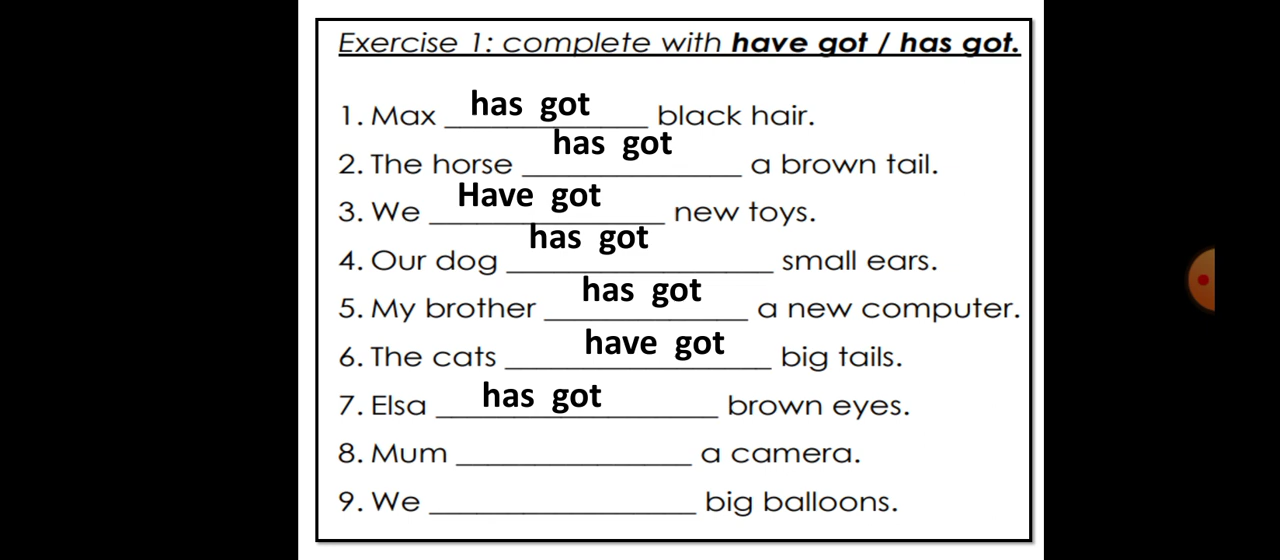 Exercise 1: complete with have got / has got.
1. Max has got black hair.
2. The horse has got a brown tail.
3. We Have got new toys.
4. Our dog has got small ears.
5. My brother has got a new computer.
6. The cats have got big tails.
7. Elsa has got brown eyes.
8. Mum ______________ a camera.
9. We ________________ big balloons.